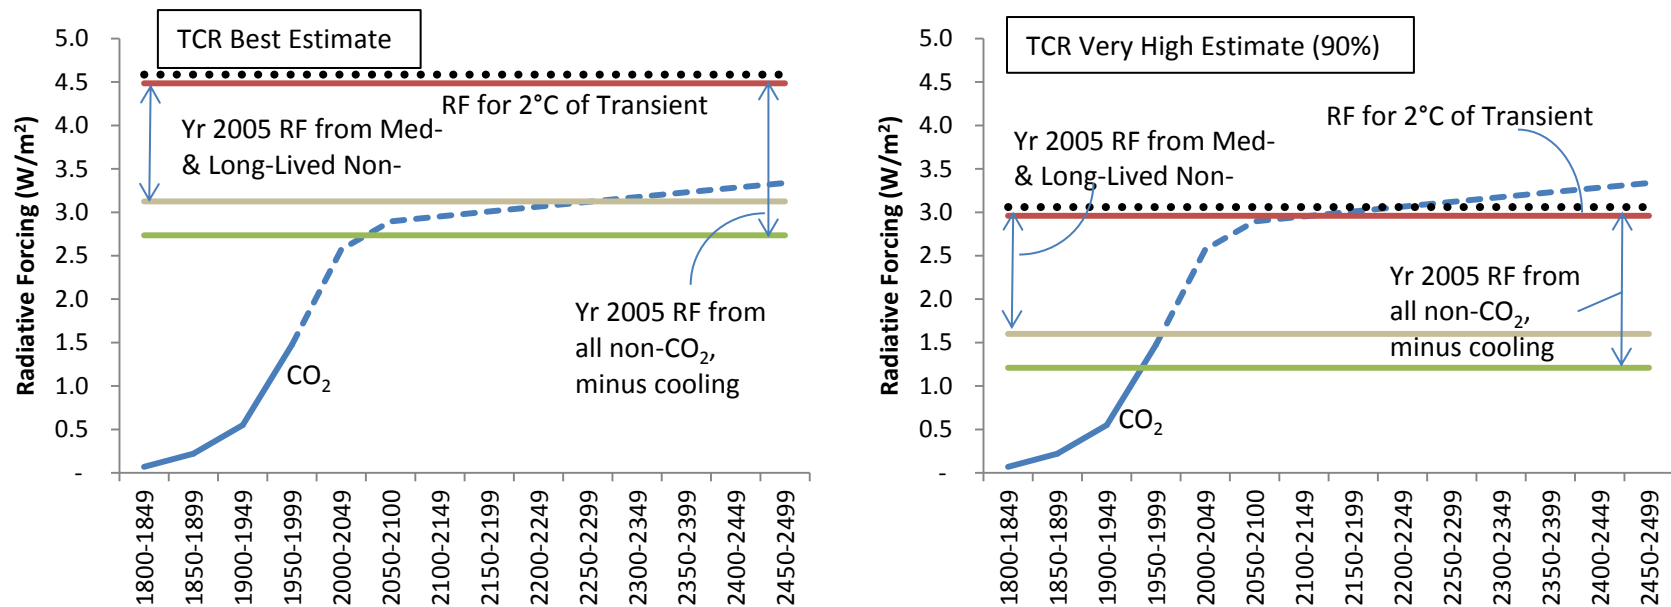 TCR Best Estimate
Radiative Forcing (W/m²)
5.0
4.5
4.0
3.5
3.0
2.5
2.0
1.5
1.0
0.5
-
RF for 2°C of Transient
Yr 2005 RF from Med-
& Long-Lived Non-
Yr 2005 RF from
all non-CO₂,
minus cooling
CO₂
1800-1849
1850-1899
1900-1949
1950-1999
2000-2049
2050-2100
2100-2149
2150-2199
2200-2249
2250-2299
2300-2349
2350-2399
2400-2449
2450-2499
TCR Very High Estimate (90%)
Radiative Forcing (W/m²)
5.0
4.5
4.0
3.5
3.0
2.5
2.0
1.5
1.0
0.5
-
RF for 2°C of Transient
Yr 2005 RF from Med-
& Long-Lived Non-
Yr 2005 RF from
all non-CO₂,
minus cooling
CO₂
1800-1849
1850-1899
1900-1949
1950-1999
2000-2049
2050-2100
2100-2149
2150-2199
2200-2249
2250-2299
2300-2349
2350-2399
2400-2449
2450-2499